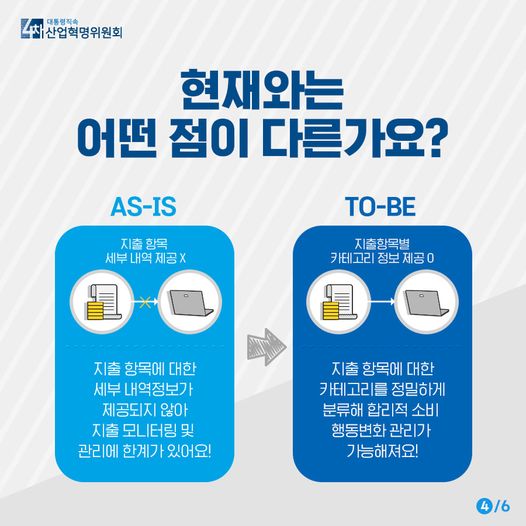 대통령직속
4차 산업혁명위원회
현재와는
어떤 점이 다른가요?
AS-IS
지출 항목
세부 내역 제공 X
지출 항목에 대한
세부 내역정보가
제공되지 않아
지출 모니터링 및
관리에 한계가 있어요!
TO-BE
지출항목별
카테고리 정보 제공 O
지출 항목에 대한
카테고리를 정밀하게
분류해 합리적 소비
행동변화 관리가
가능해져요!
4/6